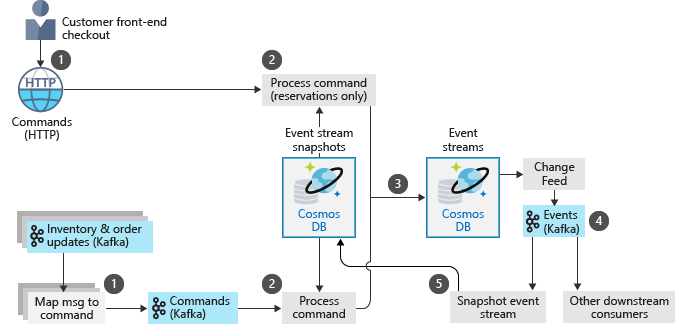 Customer front-end
checkout
1
HTTP
Commands
(HTTP)
2
Process command
(reservations only)
Event stream
snapshots
Cosmos
DB
Event
streams
3
Cosmos
DB
Change
Feed
Events
(Kafka)
4
Inventory & order
updates (Kafka)
Map msg to
command
1
Commands
(Kafka)
2
Process
command
5
Snapshot event
stream
Other downstream
consumers